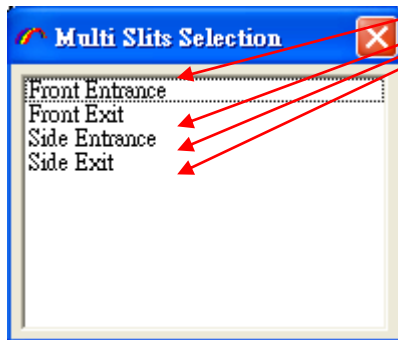 Multi Slits Selection
Front Entrance
Front Exit
Side Entrance
Side Exit